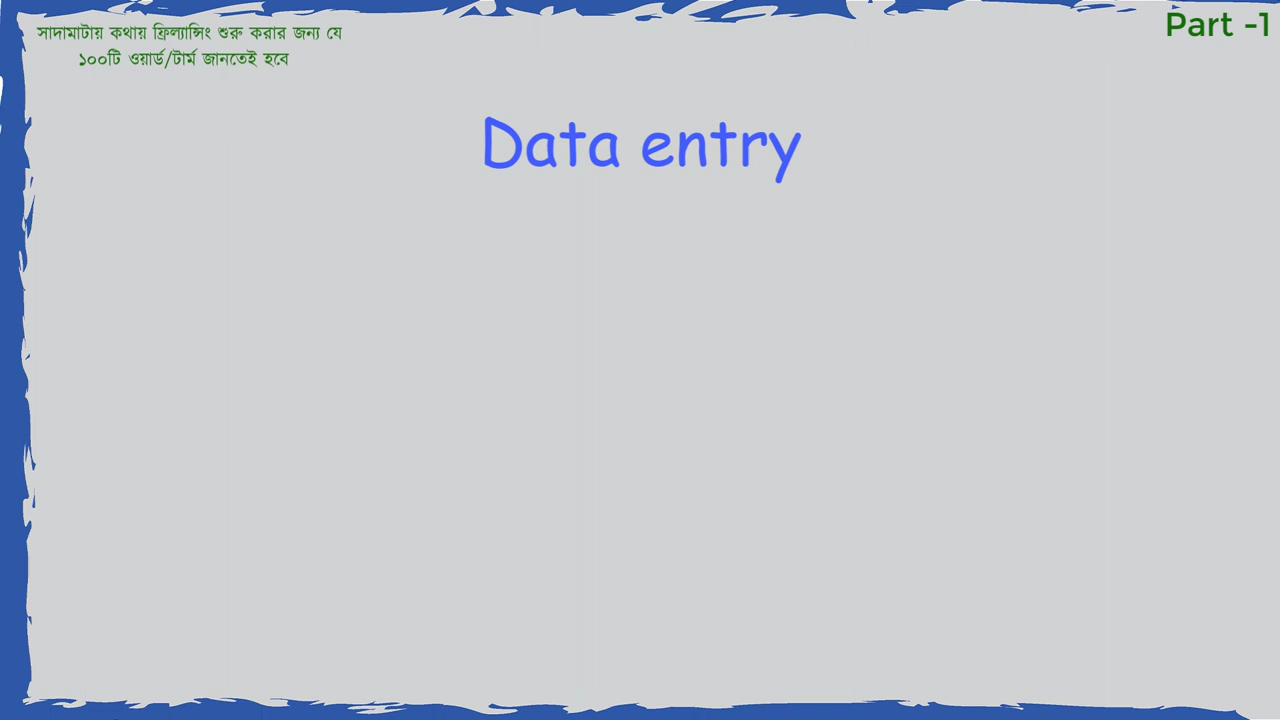 সাদামাটায় কথায় ফ্রিল্যান্সিং শুরু করার জন্য যে
১০০টি ওয়ার্ড/টার্ম জানতেই হবে
Part -1
Data entry